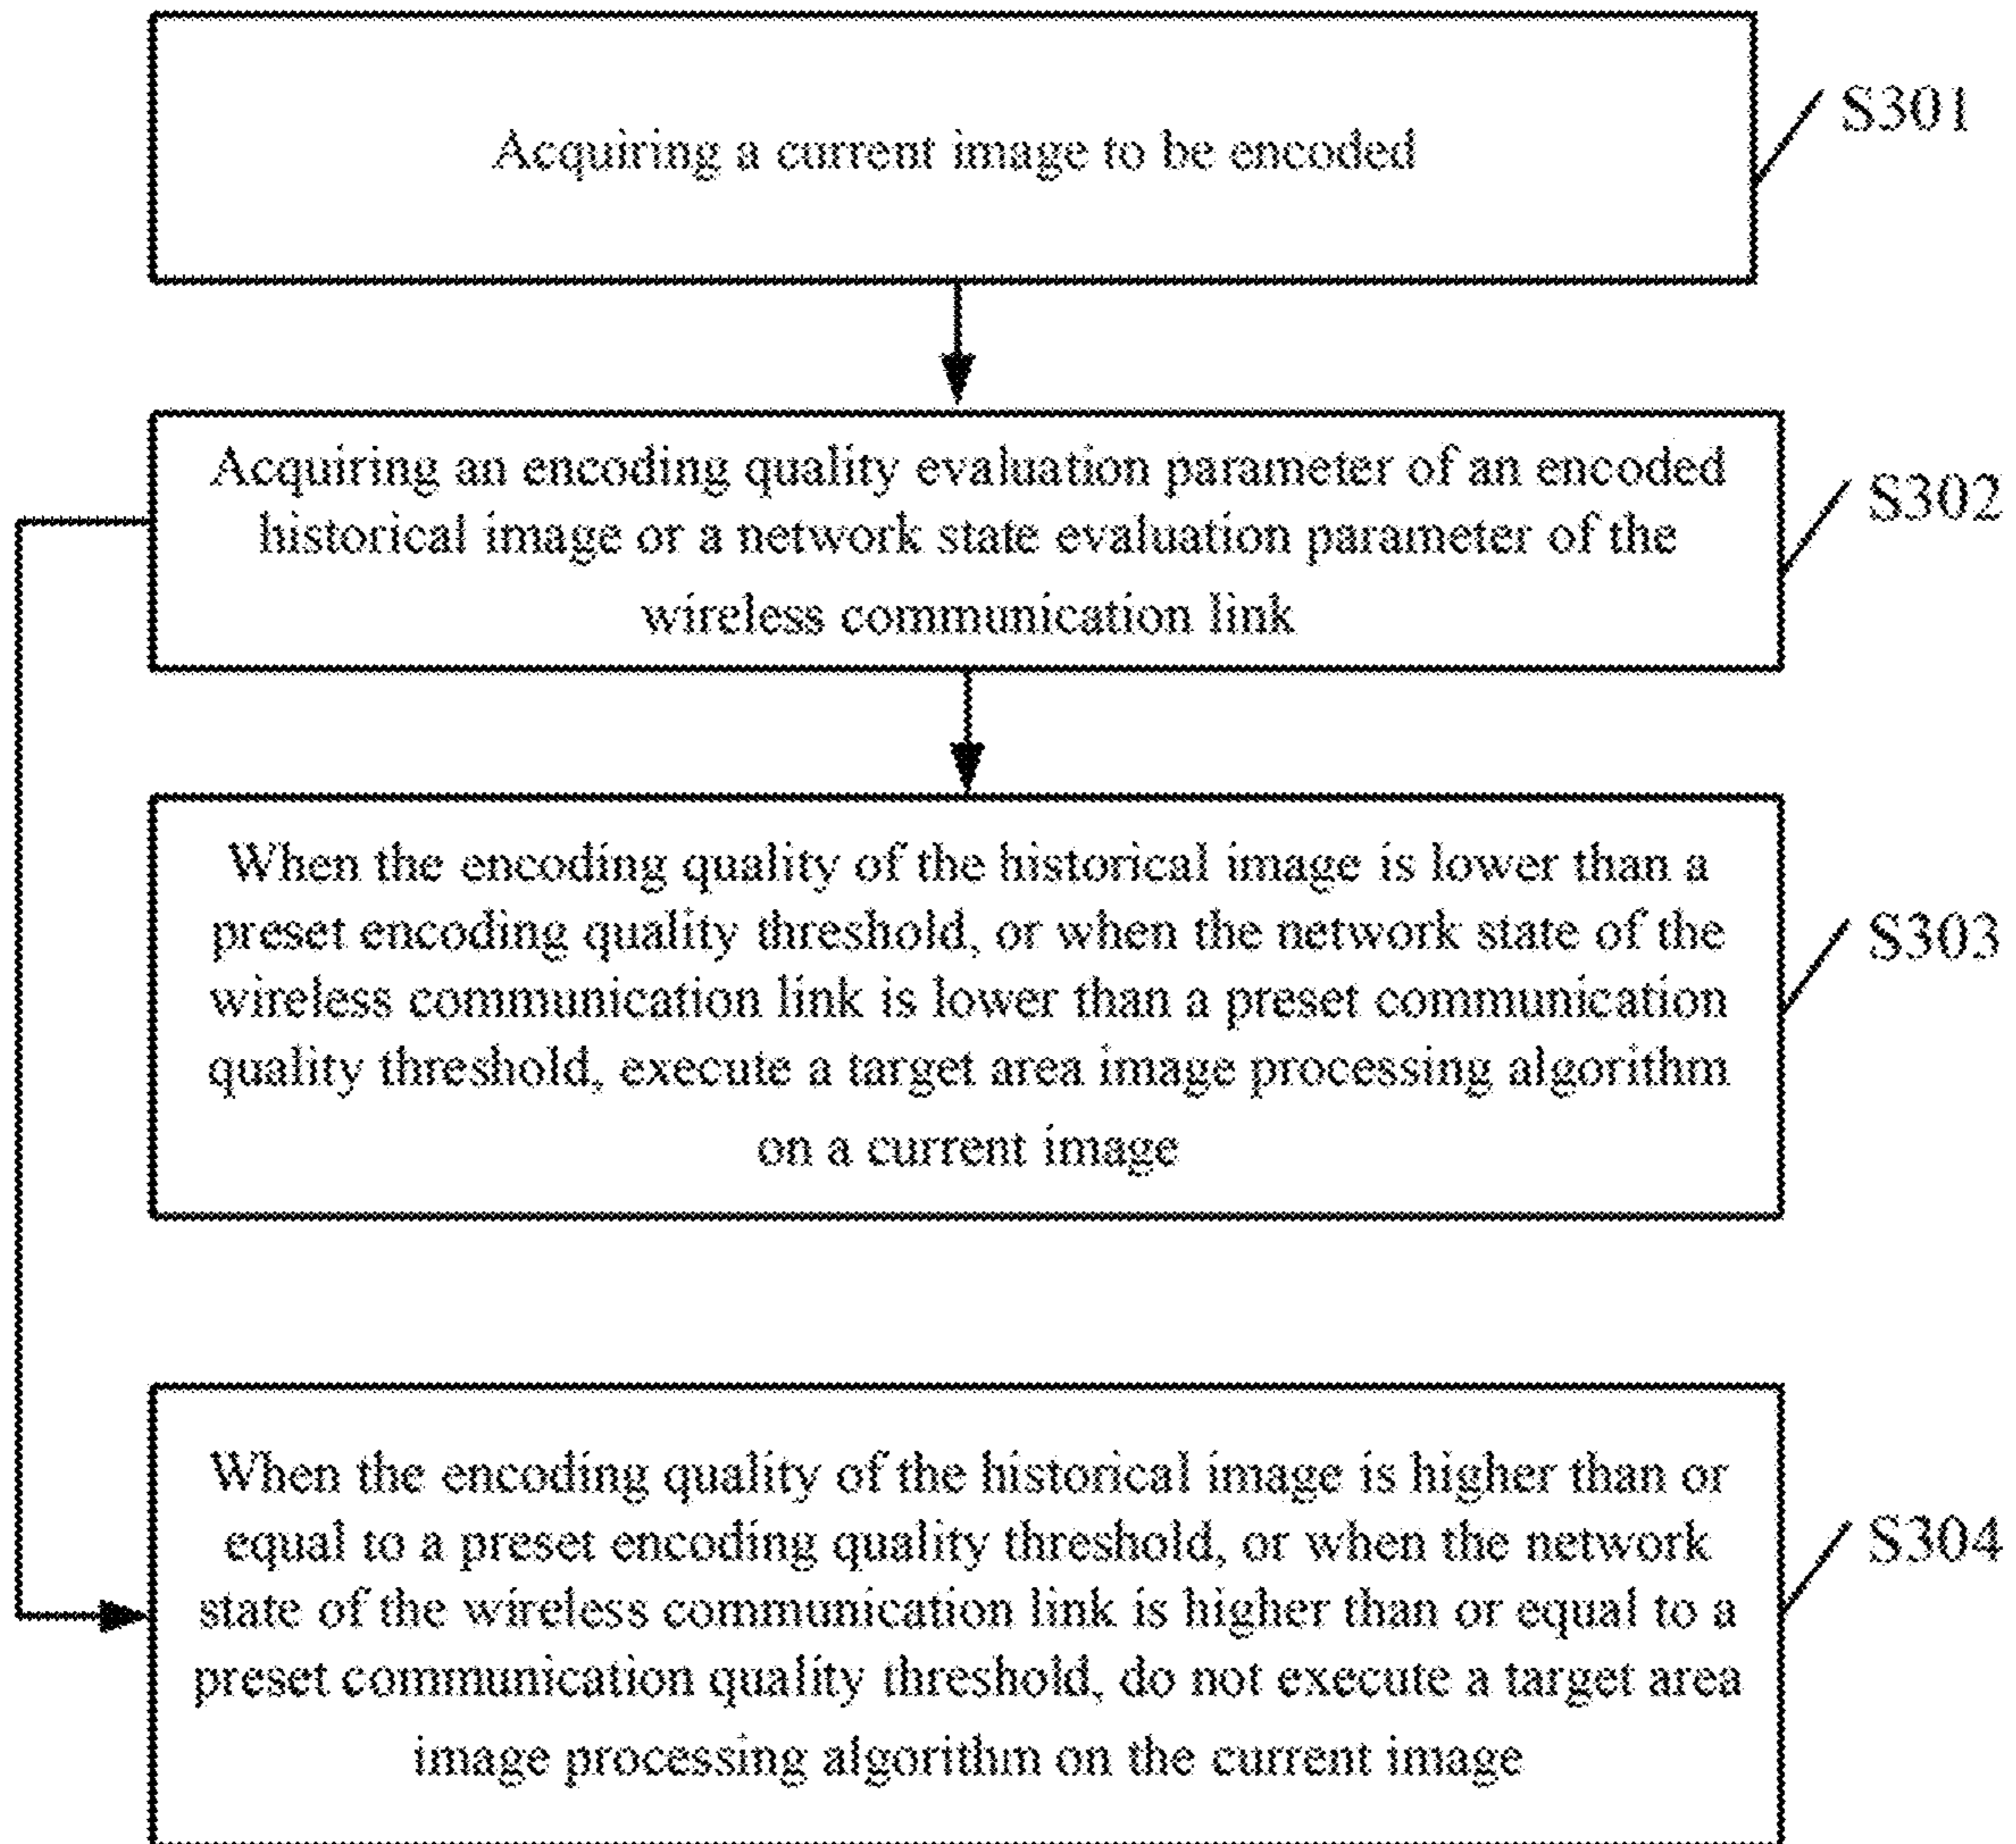 Acquiring a current image to be encoded
S301
Acquiring an encoding quality evaluation parameter of an encoded
historical image or a network state evaluation parameter of the
wireless communication link
S302
When the encoding quality of the historical image is lower than a
preset encoding quality threshold, or when the network state of the
wireless communication link is lower than a preset communication
quality threshold, execute a target area image processing algorithm
on a current image
S303
When the encoding quality of the historical image is higher than or
equal to a preset encoding quality threshold, or when the network
state of the wireless communication link is higher than or equal to a
preset communication quality threshold, do not execute a target area
image processing algorithm on the current image
S304